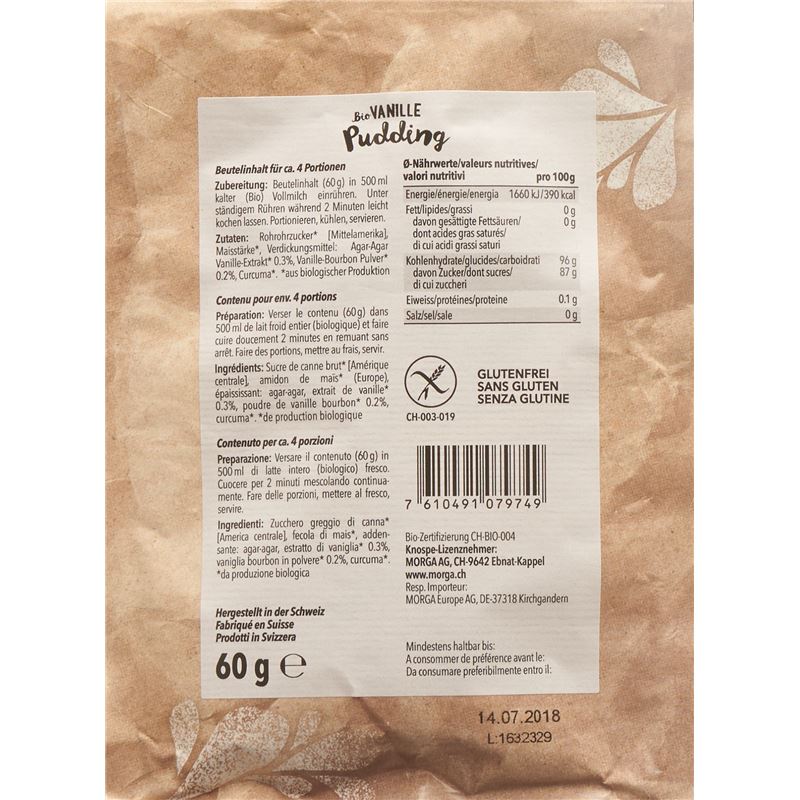 Bio VANILLE
Pudding
Beutelinhalt für ca. 4 Portionen
Zubereitung: Beutelinhalt (60g) in 500ml
kalter (Bio) Vollmilch einrühren. Unter
ständigem Rühren während 2 Minuten leicht
kochen lassen. Portionieren, kühlen, servieren.
Zutaten: Rohrohrzucker* [Mittelamerika],
Maisstärke*, Verdickungsmittel: Agar-Agar
Vanille-Extrakt* 0.3%, Vanille-Bourbon Pulver*
0.2%, Curcuma*. *aus biologischer Produktion
Contenu pour env. 4 portions
Préparation: Verser le contenu (60g) dans
500 ml de lait froid entier (biologique) et faire
cuire doucement 2 minutes en remuant sans
arrêt. Faire des portions, mettre au frais, servir.
Ingrédients: Sucre de canne brut* [Amérique
centrale], amidon de maïs* (Europe),
épaississant: agar-agar, extrait de vanille*
0.3%, poudre de vanille bourbon* 0.2%,
curcuma*. *de production biologique
Contenuto per ca. 4 porzioni
Preparazione: Versare il contenuto (60g) in
500ml di latte intero (biologico) fresco.
Cuocere per 2 minuti mescolando continua-
mente. Fare delle porzioni, mettere al fresco,
servire.
Ingredienti: Zucchero greggio di canna*
[America centrale], fecola di mais*, adden-
sante: agar-agar, estratto di vaniglia* 0.3%,
vaniglia bourbon in polvere* 0.2%, curcuma*.
*da produzione biologica
Hergestellt in der Schweiz
Fabriqué en Suisse
Prodotti in Svizzera
60 g e
Ø-Nährwerte/valeurs nutritives/
valori nutritivi pro 100g
Energie/énergie/energia 1660 kJ/390 kcal
Fett/lipides/grassi 0g
davon gesättigte Fettsäuren/ 0g
dont acides gras saturés/
di cui acidi grassi saturi
Kohlenhydrate/glucides/carboidrati 96 g
davon Zucker/dont sucres/ 87 g
di cui zuccheri
Eiweiss/protéines/proteine 0.1 g
Salz/sel/sale 0 g
GLUTENFREI
SANS GLUTEN
SENZA GLUTINE
CH-003-019
7 610491 079749
Bio-Zertifizierung CH-BIO-004
Knospe-Lizenznehmer:
MORGA AG, CH-9642 Ebnat-Kappel
www.morga.ch
Resp. Importeur:
MORGA Europe AG, DE-37318 Kirchgandern
Mindestens haltbar bis:
A consommer de préférence avant le:
Da consumare preferibilmente entro il:
14.07.2018
L:1632329